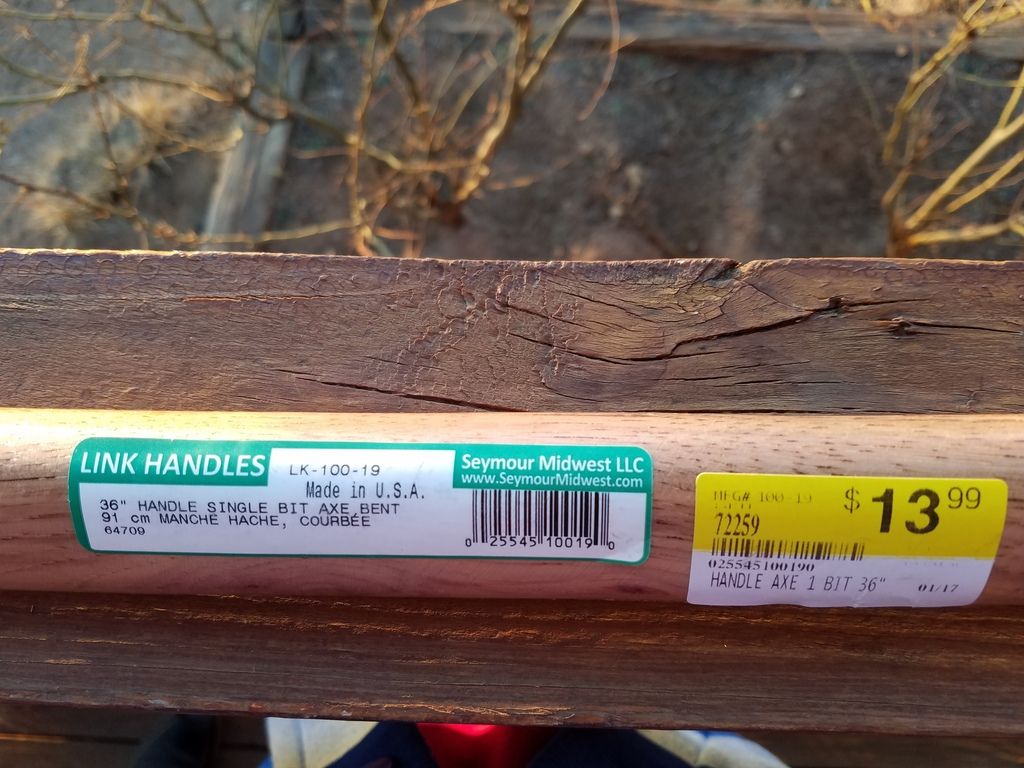 LINK HANDLES
LK-100-19
Made in U.S.A.
Seymour Midwest LLC
www.SeymourMidwest.com
36" HANDLE SINGLE BIT AXE BENT
91 cm MANCHE HACHE, COURBÉE
64709
0 25545 10019 0
MFG# 100-19
$13 99
72259
025545100190
HANDLE AXE 1 BIT 36"
01/17